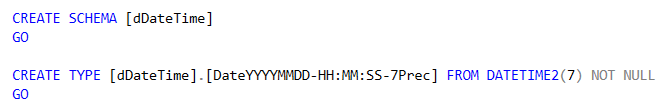 CREATE SCHEMA [dDateTime]
GO
CREATE TYPE [dDateTime].[DateYYYYMMDD-HH:MM:SS-7Prec] FROM DATETIME2(7) NOT NULL
GO